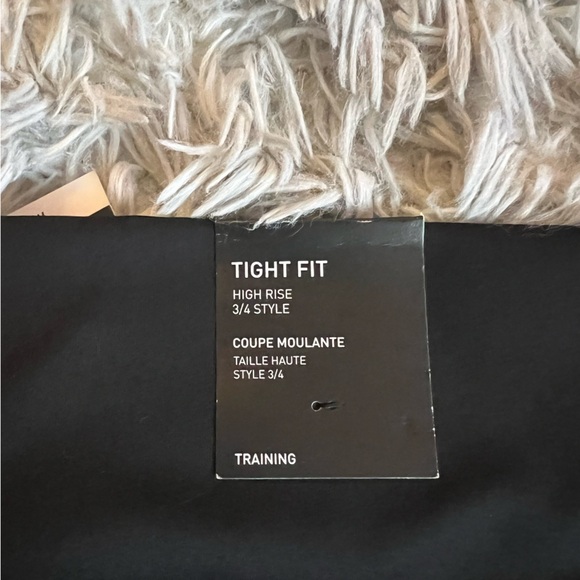 TIGHT FIT
HIGH RISE
3/4 STYLE
COUPE MOULANTE
TAILLE HAUTE
STYLE 3/4
TRAINING